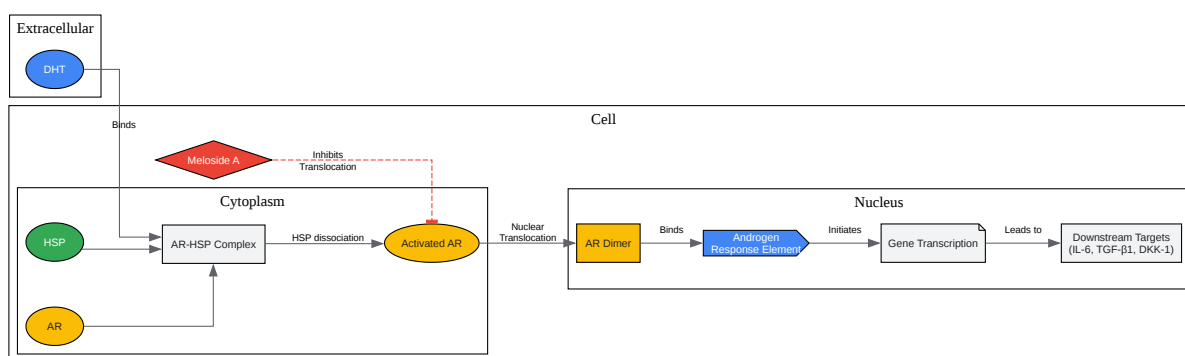 Extracellular
DHT
Cell
Binds
Meloside A
Inhibits
Translocation
Cytoplasm
HSP
AR-HSP Complex
HSP dissociation
Activated AR
AR
Nuclear
Translocation
Nucleus
AR Dimer
Binds
Androgen
Response Element
Initiates
Gene Transcription
Leads to
Downstream Targets
(IL-6, TGF-β1, DKK-1)